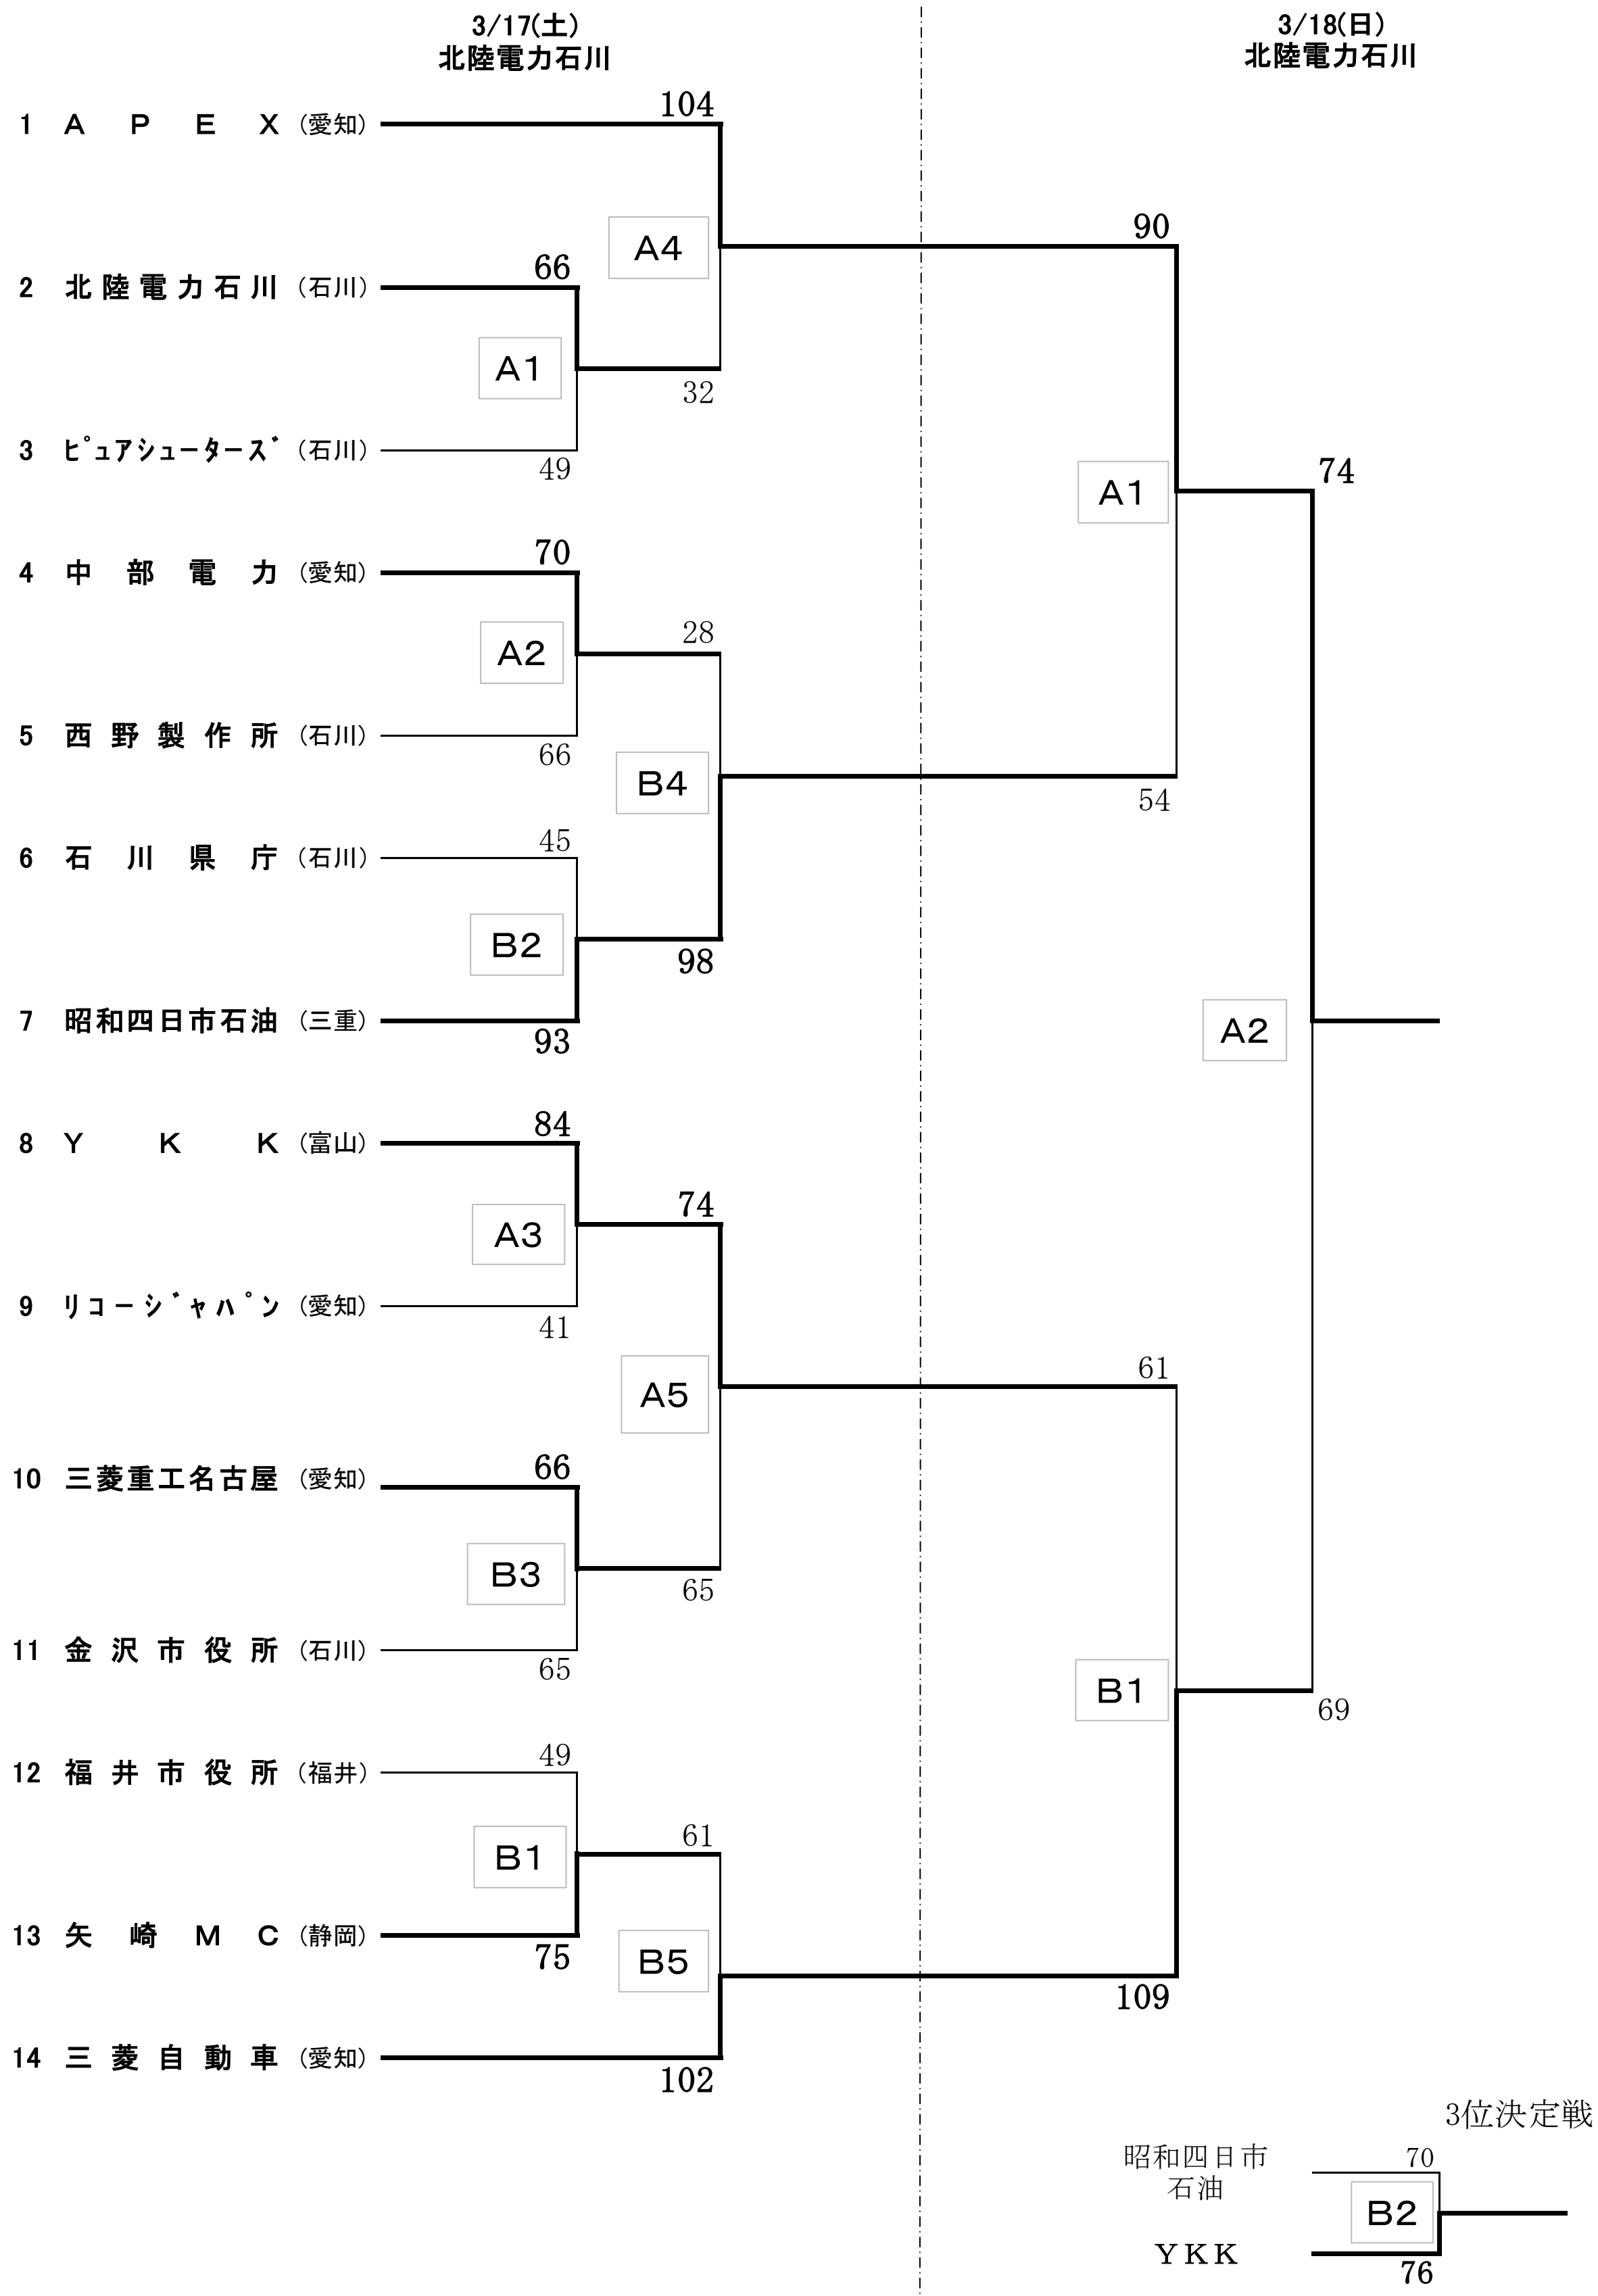 3/17(土)
北陸電力石川
3/18(日)
北陸電力石川
104
1 A P E X (愛知)
90
A4
66
2 北陸電力石川 (石川)
A1
32
3 ﾋﾟｭｱｼｭｰﾀｰｽﾞ (石川)
49
74
A1
70
4 中部電力 (愛知)
28
A2
5 西野製作所 (石川)
66
B4
54
45
6 石川県庁 (石川)
B2
98
7 昭和四日市石油 (三重)
93
A2
84
8 Y K K (富山)
74
A3
9 ﾘｺｰｼﾞｬﾊﾟﾝ (愛知)
41
61
A5
66
10 三菱重工名古屋 (愛知)
B3
65
11 金沢市役所 (石川)
65
B1
69
49
12 福井市役所 (福井)
61
B1
13 矢崎MC (静岡)
75
B5
109
14 三菱自動車 (愛知)
102
3位決定戦
昭和四日市
石油
70
B2
YKK
76